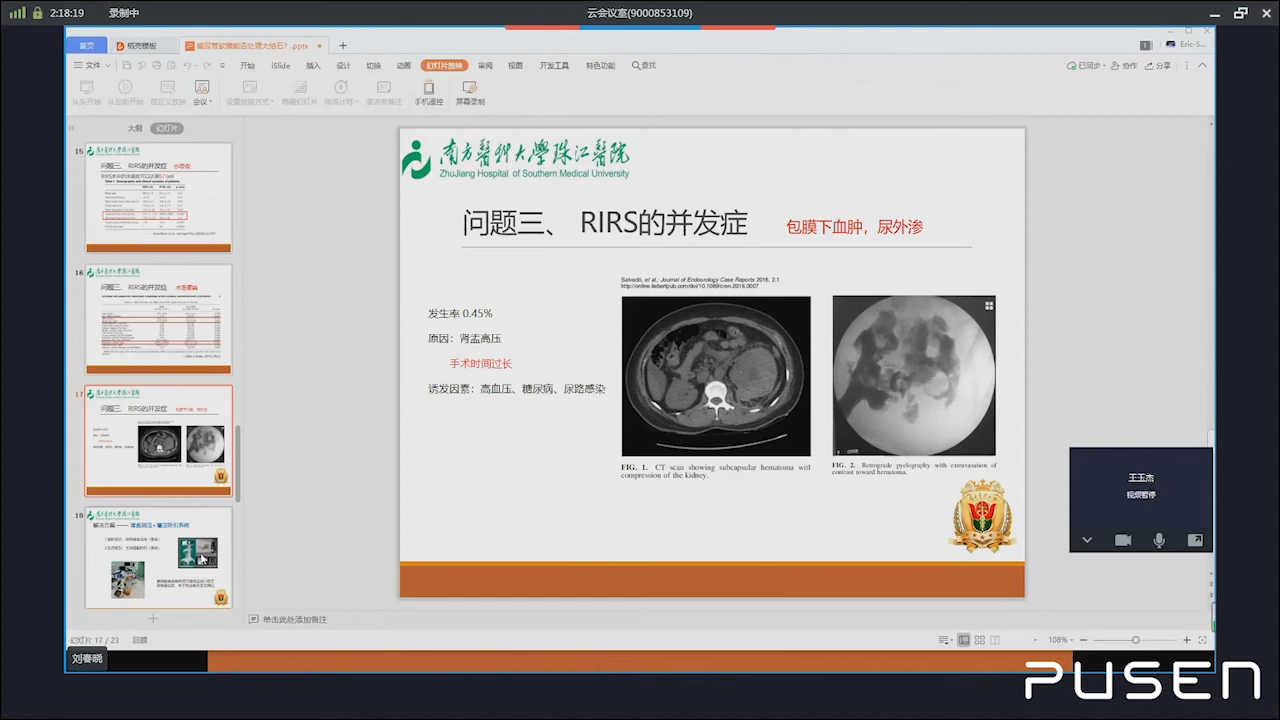 2:18:19
录制中
云会议室(9000853109)
首页
稻壳模板
输尿管软镜能否处理大结石？.pptx
Eric-S...
文件
开始
iSlide
插入
设计
切换
动画
幻灯片放映
审阅
视图
开发工具
特色功能
查找
已同步
协作
分享
从头开始
从当前开始
自定义放映
会议
设置放映方式
隐藏幻灯片
排练计时
演讲者备注
手机遥控
屏幕录制
大纲
幻灯片
15
问题三、 RIRS的并发症
水吸收
16
问题三、 RIRS的并发症
术后感染
17
问题三、 RIRS的并发症
18
解决方案
南方医科大学珠江医院
ZhuJiang Hospital of Southern Medical University
问题三、 RIRS的并发症
包膜下血肿，尿外渗
Salvadó, et al.; Journal of Endourology Case Reports 2016, 2.1
http://online.liebertpub.com/doi/10.1089/cren.2016.0007
发生率 0.45%
原因：肾盂高压
手术时间过长
诱发因素：高血压、糖尿病、尿路感染
FIG. 1. CT scan showing subcapsular hematoma with
compression of the kidney.
FIG. 2. Retrograde pyelography with extravasation of
contrast toward hematoma.
王玉杰
视频暂停
单击此处添加备注
幻灯片 17 / 23
回顾
108%
刘春晓
PUSEN